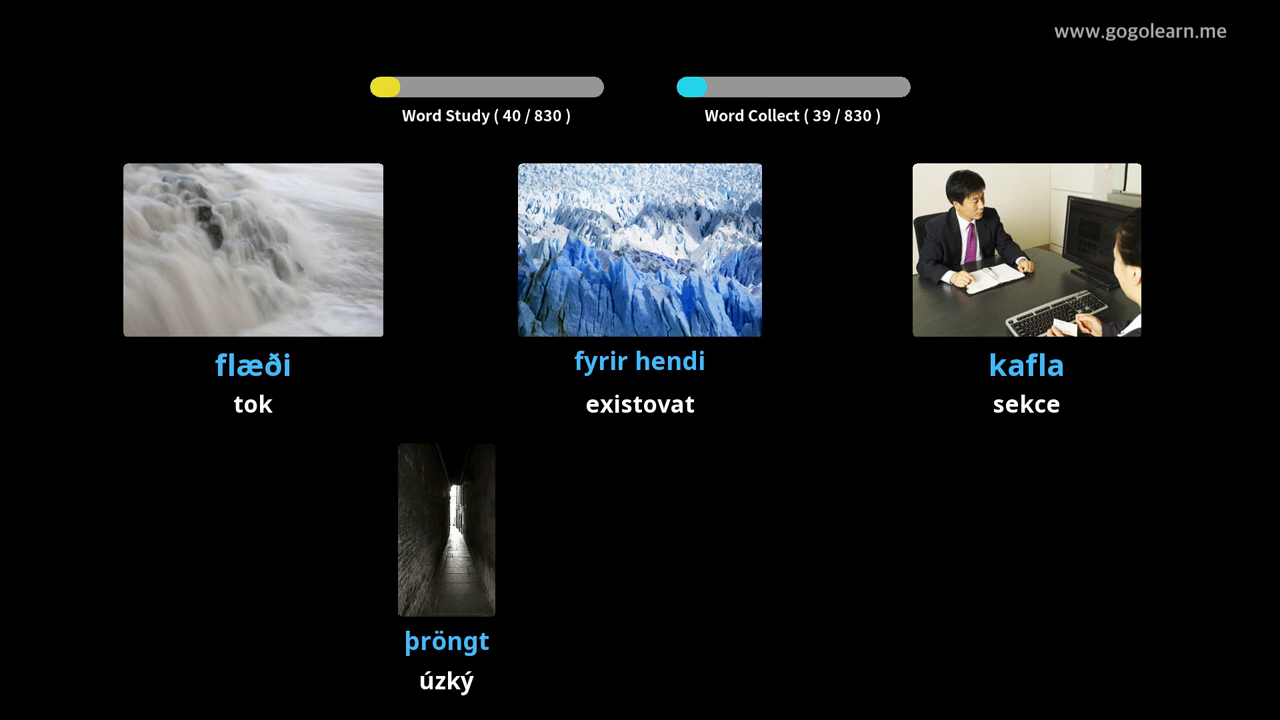 www.gogolearn.me
Word Study ( 40 / 830 )
Word Collect ( 39 / 830 )
flæði
tok
fyrir hendi
existovat
kafla
sekce
þröngt
úzký